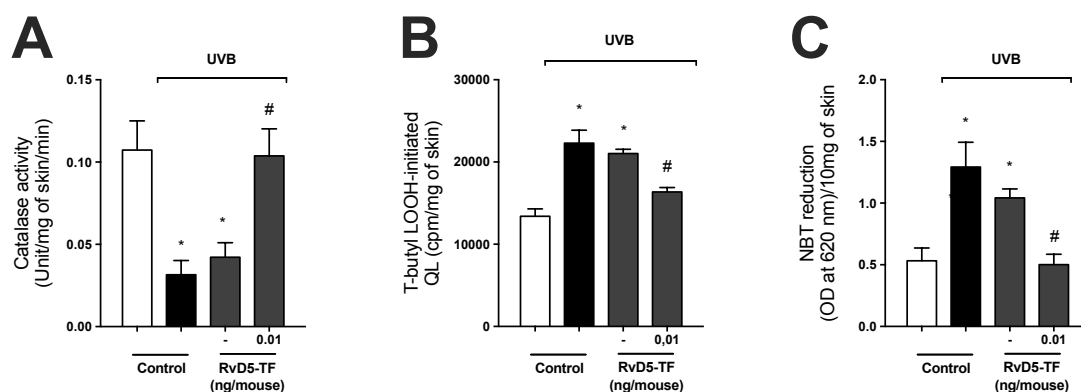 A
UVB
Catalase activity
(Unit/mg of skin/min)
0.15
0.10
0.05
0.00
*
*
#
- 0.01
Control RvD5-TF
(ng/mouse)
B
UVB
T-butyl LOOH-initiated
QL (cpm/mg of skin)
30000
20000
10000
0
*
*
#
- 0,01
Control RvD5-TF
(ng/mouse)
C
UVB
NBT reduction
(OD at 620 nm)/10mg of skin
2.0
1.5
1.0
0.5
0.0
*
*
*
#
- 0.01
Control RvD5-TF
(ng/mouse)